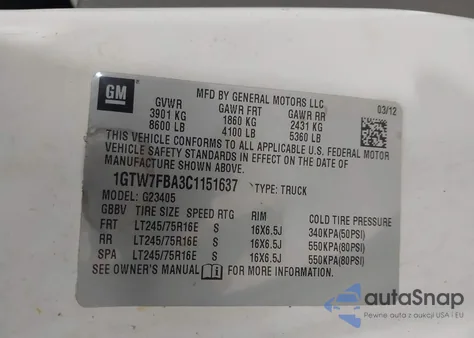 GM
MFD BY GENERAL MOTORS LLC
03/12
GVWR GAWR FRT GAWR RR
3901 KG 1860 KG 2431 KG
8600 LB 4100 LB 5360 LB
THIS VEHICLE CONFORMS TO ALL APPLICABLE U.S. FEDERAL MOTOR
VEHICLE SAFETY AND THEFT PREVENTION STANDARDS IN EFFECT
ON THE DATE OF MANUFACTURE SHOWN ABOVE.
1GTW7FBA3C1151637 TYPE: TRUCK
MODEL: G23405
GBBV TIRE SIZE SPEED RTG RIM COLD TIRE PRESSURE
FRT LT245/75R16E S 16X6.5J 340KPA(50PSI)
RR LT245/75R16E S 16X6.5J 550KPA(80PSI)
SPA LT245/75R16E S 16X6.5J 550KPA(80PSI)
SEE OWNER'S MANUAL FOR MORE INFORMATION
autoSnap
Pewne auta z aukcji USA i EU